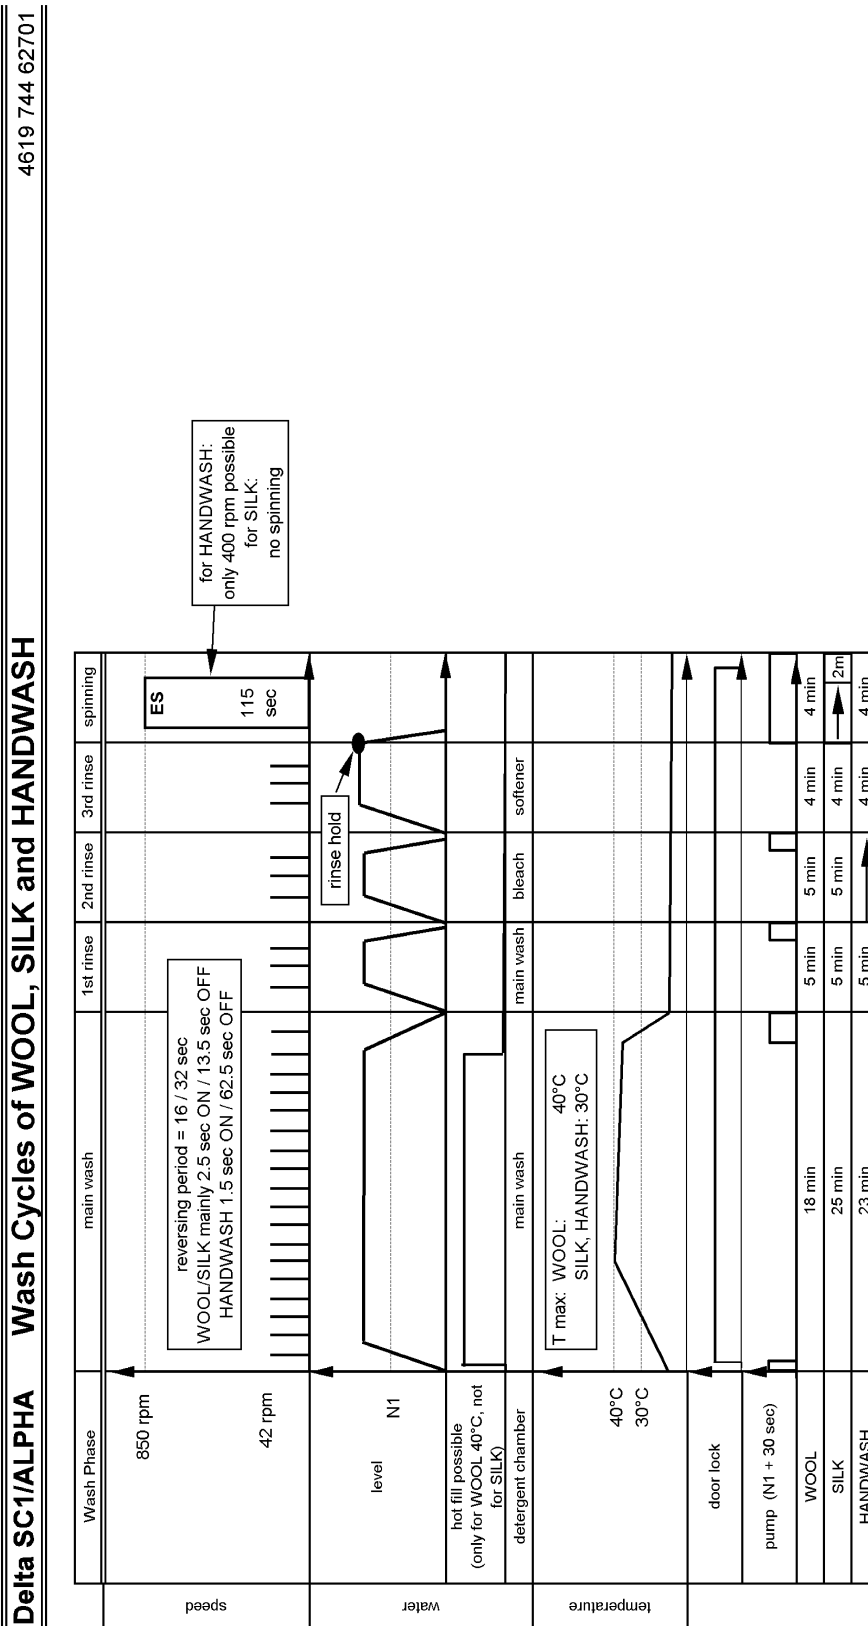 Delta SC1/ALPHA Wash Cycles of WOOL, SILK and HANDWASH 4619 744 62701
Wash Phase main wash 1st rinse 2nd rinse 3rd rinse spinning
speed
850 rpm
42 rpm
reversing period = 16 / 32 sec
WOOL/SILK mainly 2.5 sec ON / 13.5 sec OFF
HANDWASH 1.5 sec ON / 62.5 sec OFF
ES
115
sec
for HANDWASH:
only 400 rpm possible
for SILK:
no spinning
water
level
N1
rinse hold
hot fill possible
(only for WOOL 40°C, not
for SILK)
detergent chamber main wash main wash bleach softener
temperature
40°C
30°C
T max: WOOL: 40°C
SILK, HANDWASH: 30°C
door lock
pump (N1 + 30 sec)
WOOL 18 min 5 min 5 min 4 min 4 min
SILK 25 min 5 min 5 min 4 min 2m
HANDWASH 23 min 5 min 4 min 4 min